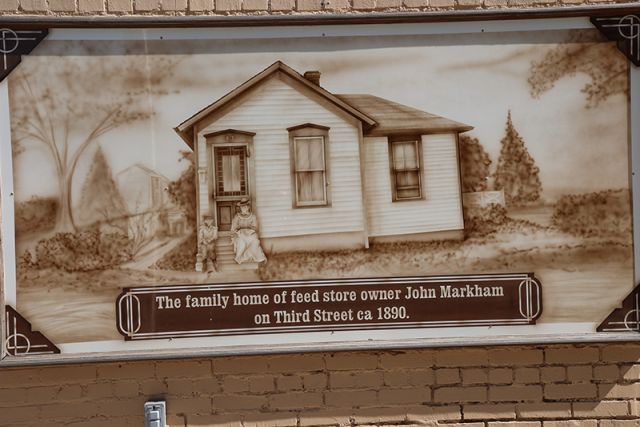 The family home of feed store owner John Markham
on Third Street ca 1890.